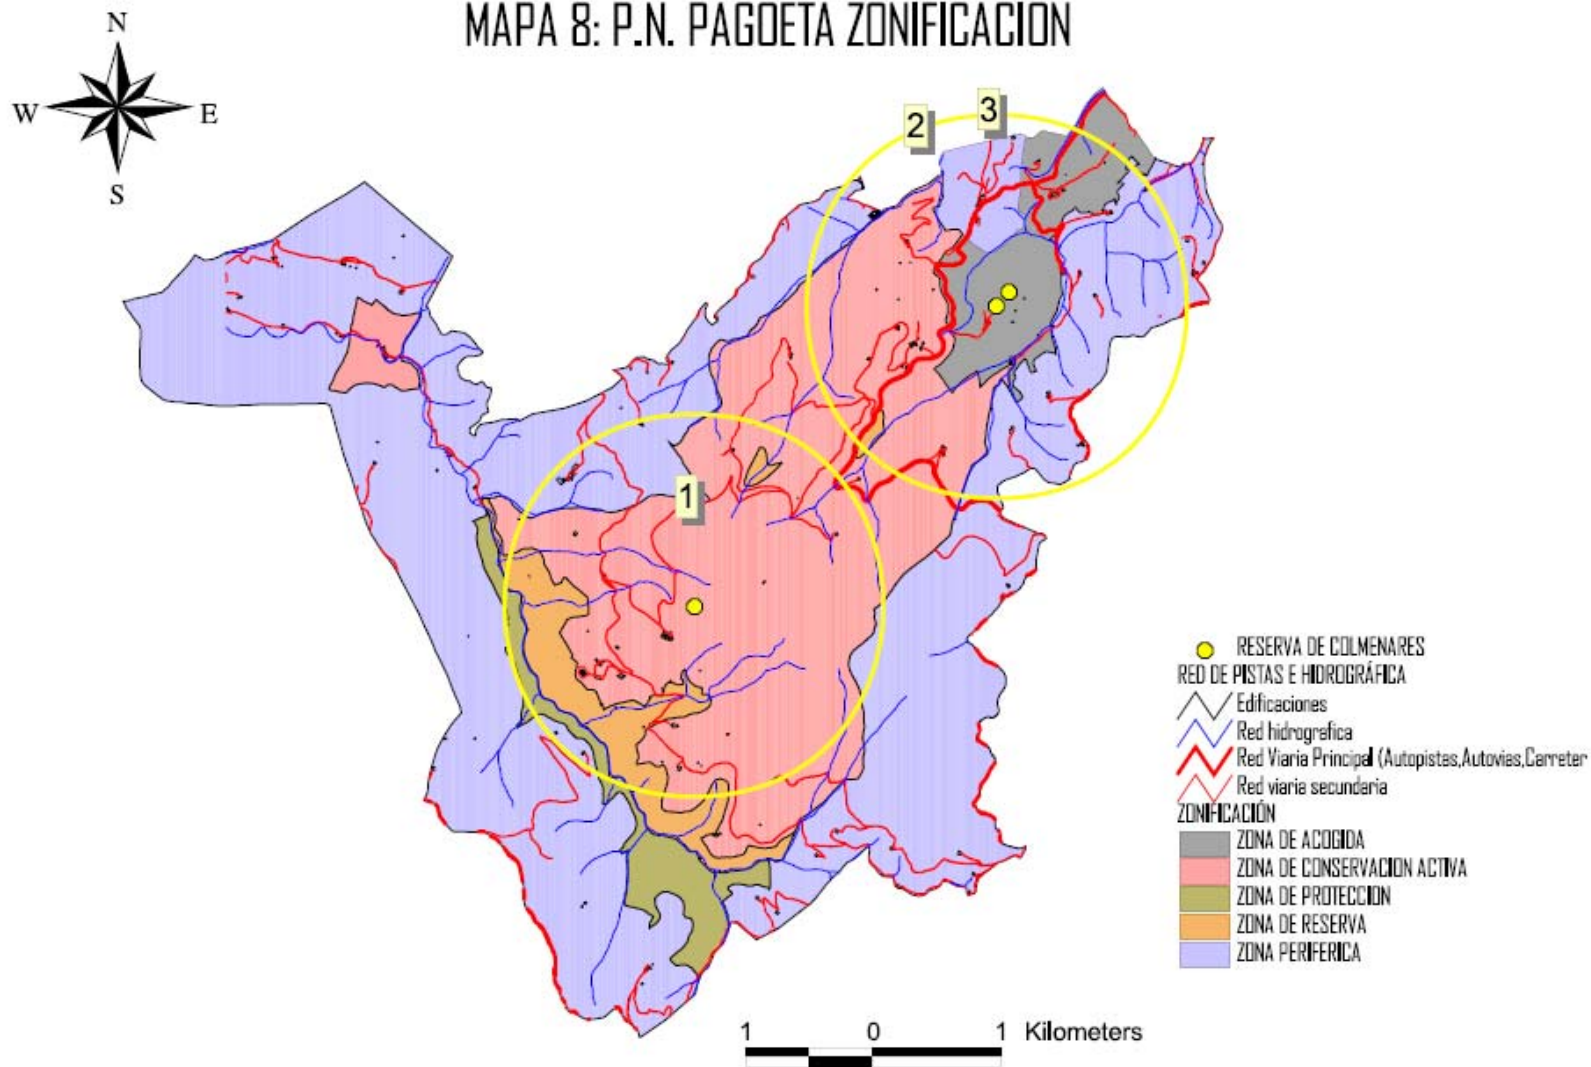 MAPA 8: P.N. PAGOETA ZONIFICACION
N
W E
S
2
3
1
RESERVA DE COLMENARES
RED DE PISTAS E HIDROGRÁFICA
Edificaciones
Red hidrografica
Red Viaria Principal (Autopistas,Autovias,Carreter
Red viaria secundaria
ZONIFICACIÓN
ZONA DE ACOGIDA
ZONA DE CONSERVACION ACTIVA
ZONA DE PROTECCION
ZONA DE RESERVA
ZONA PERIFERICA
1 0 1 Kilometers